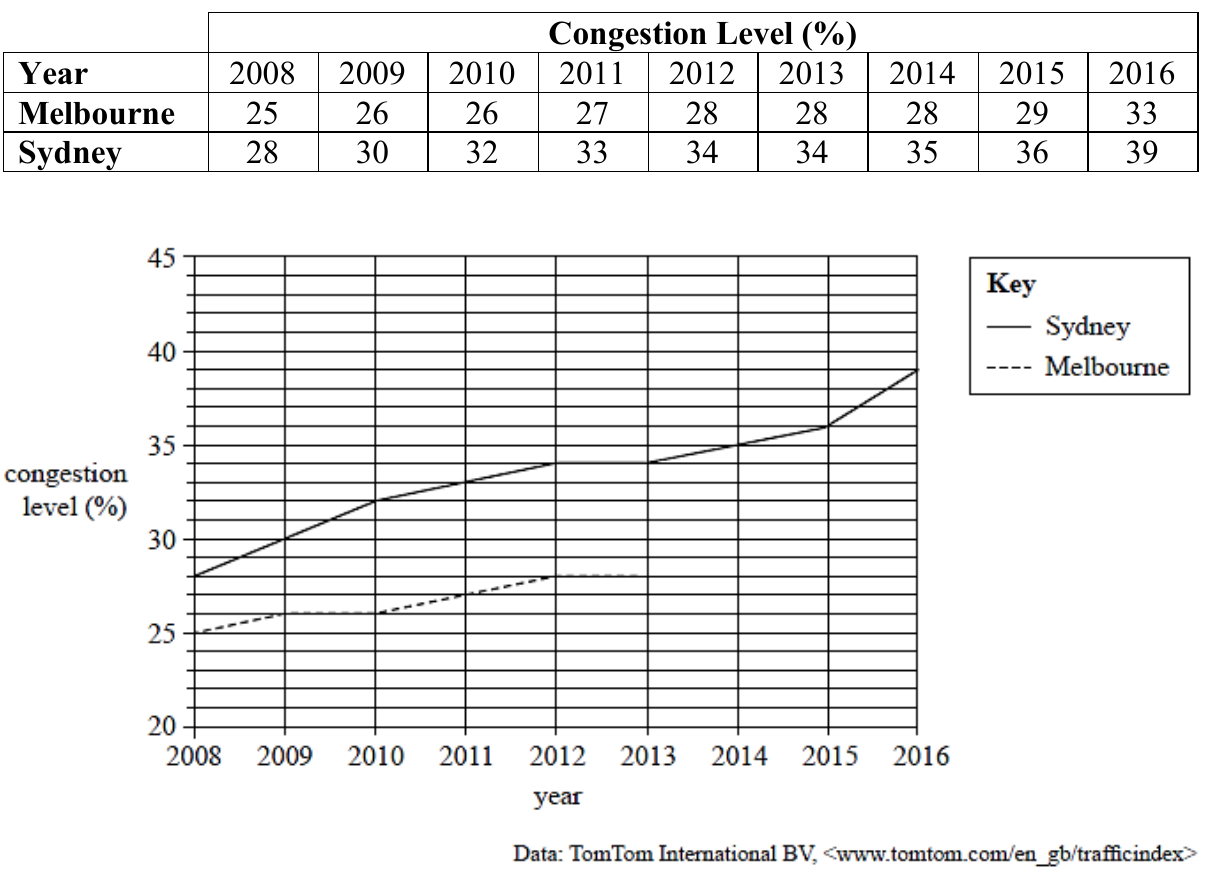 Congestion Level (%)
Year 2008 2009 2010 2011 2012 2013 2014 2015 2016
Melbourne 25 26 26 27 28 28 28 29 33
Sydney 28 30 32 33 34 34 35 36 39
45
40
35
30
25
20
congestion
level (%)
2008 2009 2010 2011 2012 2013 2014 2015 2016
year
Key
Sydney
Melbourne
Data: TomTom International BV, <www.tomtom.com/en_gb/trafficindex>